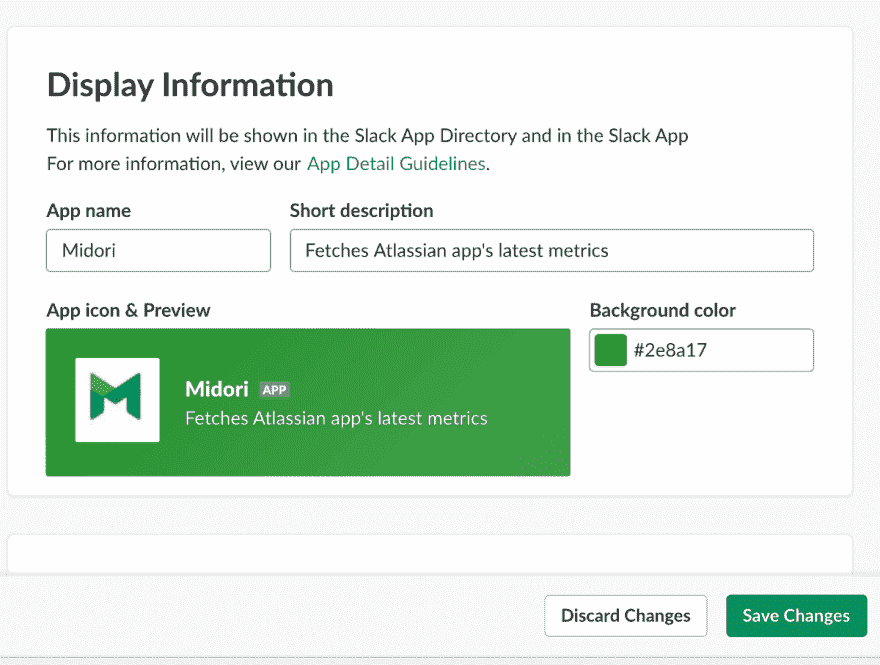 Display Information
This information will be shown in the Slack App Directory and in the Slack App
For more information, view our App Detail Guidelines.
App name
Short description
Midori
Fetches Atlassian app's latest metrics
App icon & Preview
Background color
#2e8a17
Midori APP
Fetches Atlassian app's latest metrics
Discard Changes
Save Changes